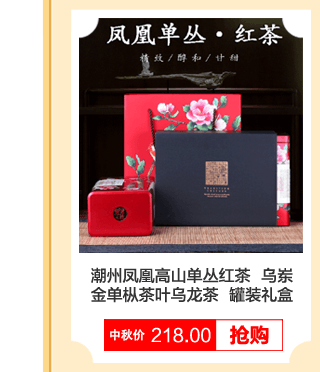 凤凰单丛·红茶
情致/醇和/甘甜
潮州凤凰高山单丛红茶 乌岽
金单枞茶叶乌龙茶 罐装礼盒
中秋价 218.00 抢购